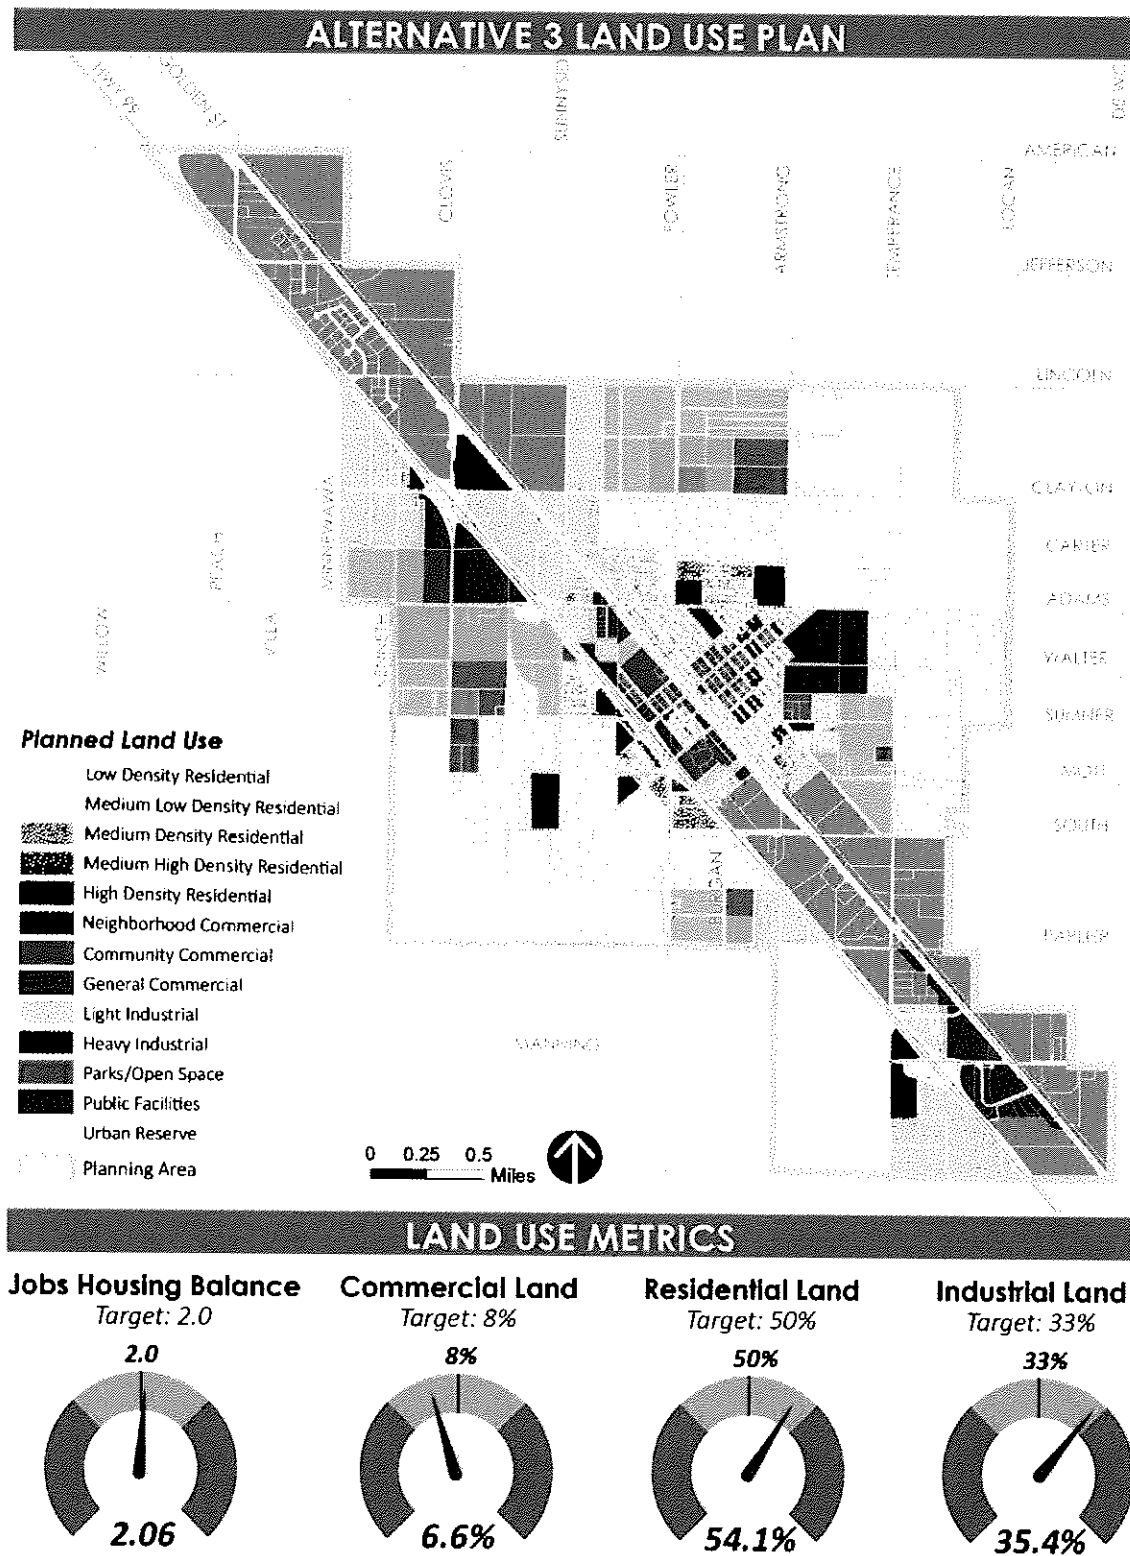 ALTERNATIVE 3 LAND USE PLAN
HWY 99
GOLDEN ST
SUNNYSID
AMERICAN
CLOVIS
FOWLER
ARMSTRONG
TEMPERANCE
LOGAN
JEFFERSON
LINCOLN
CLAYTON
MINNEWAWA
PEACH
CARTER
ADAMS
WILLOW
VILLA
WALTER
SUMNER
SOUTH
PARLIER
MANNING
Planned Land Use
Low Density Residential
Medium Low Density Residential
Medium Density Residential
Medium High Density Residential
High Density Residential
Neighborhood Commercial
Community Commercial
General Commercial
Light Industrial
Heavy Industrial
Parks/Open Space
Public Facilities
Urban Reserve
Planning Area
0 0.25 0.5
Miles
LAND USE METRICS
Jobs Housing Balance Commercial Land Residential Land Industrial Land
Target: 2.0 Target: 8% Target: 50% Target: 33%
2.0 8% 50% 33%
2.06 6.6% 54.1% 35.4%